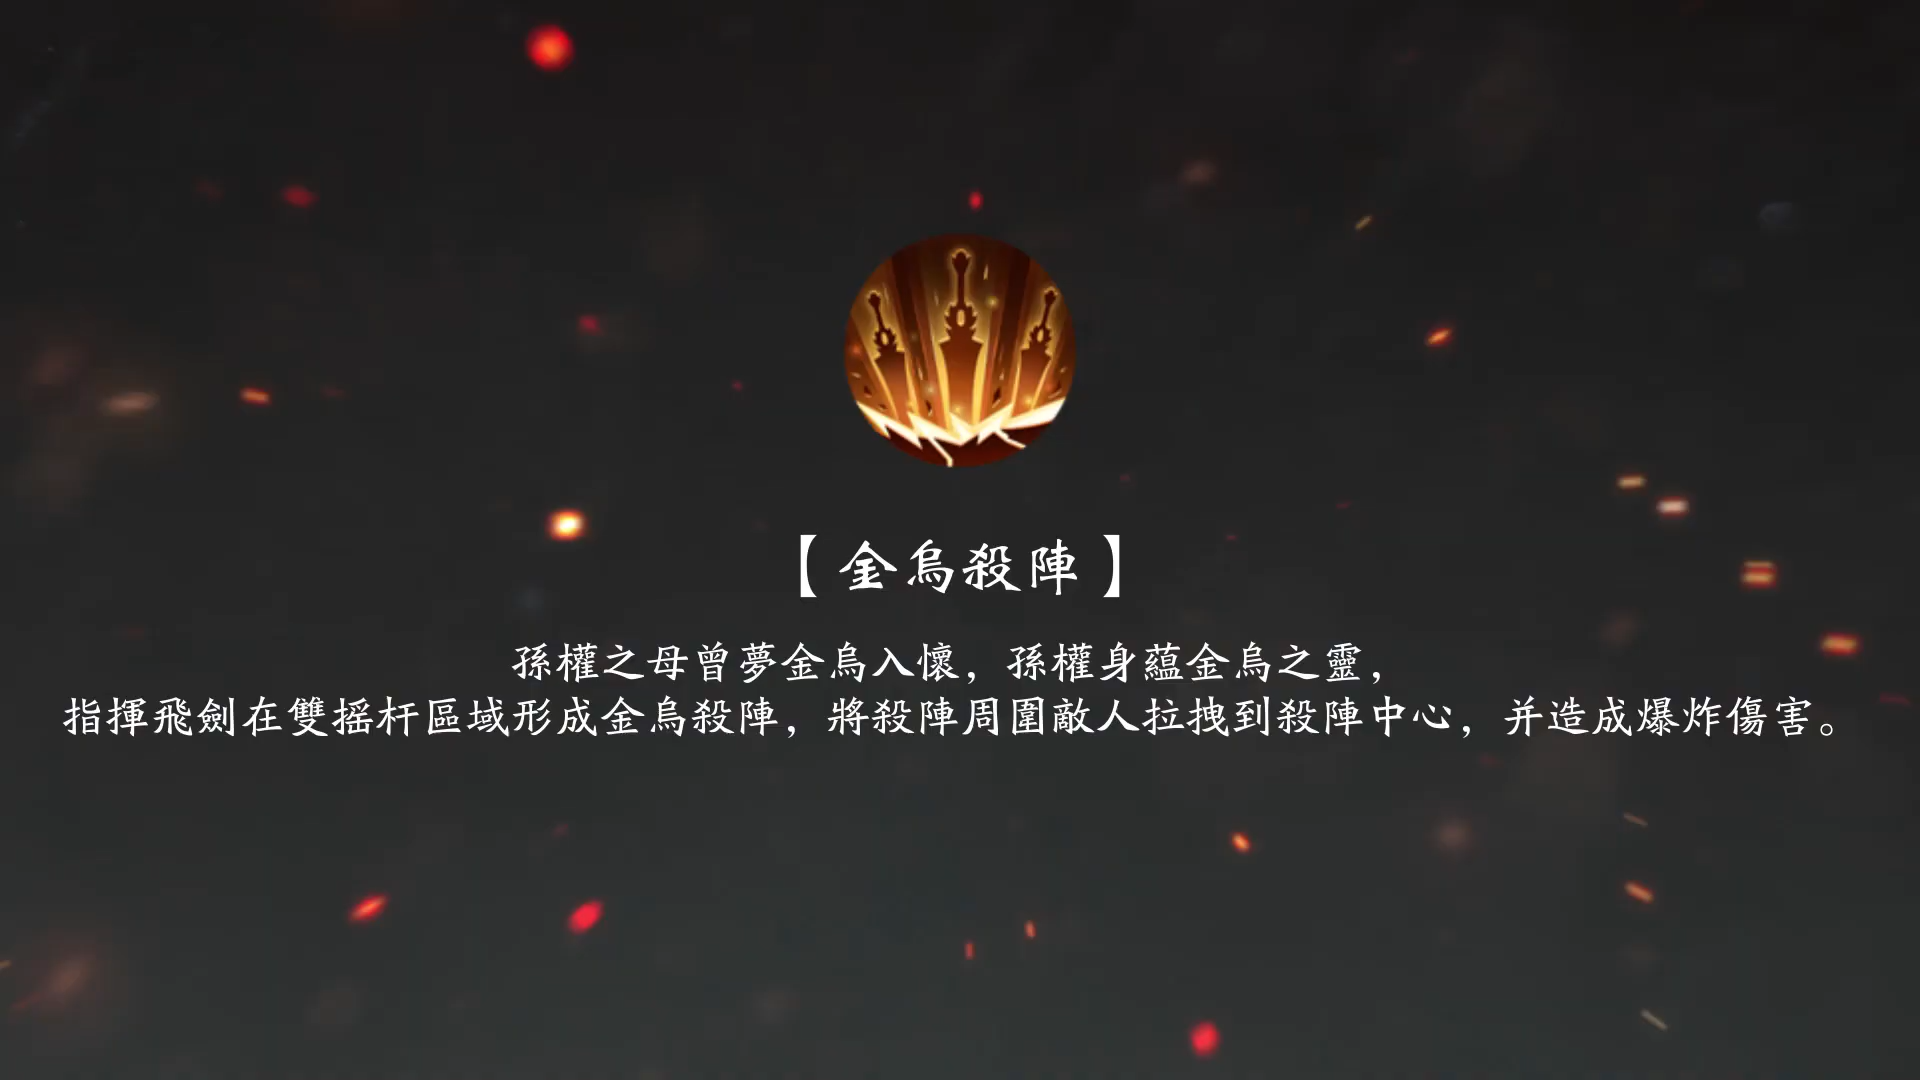 【金烏殺陣】
孫權之母曾夢金烏入懷，孫權身蘊金烏之靈，
指揮飛劍在雙摇杆區域形成金烏殺陣，將殺陣周圍敵人拉拽到殺陣中心，并造成爆炸傷害。